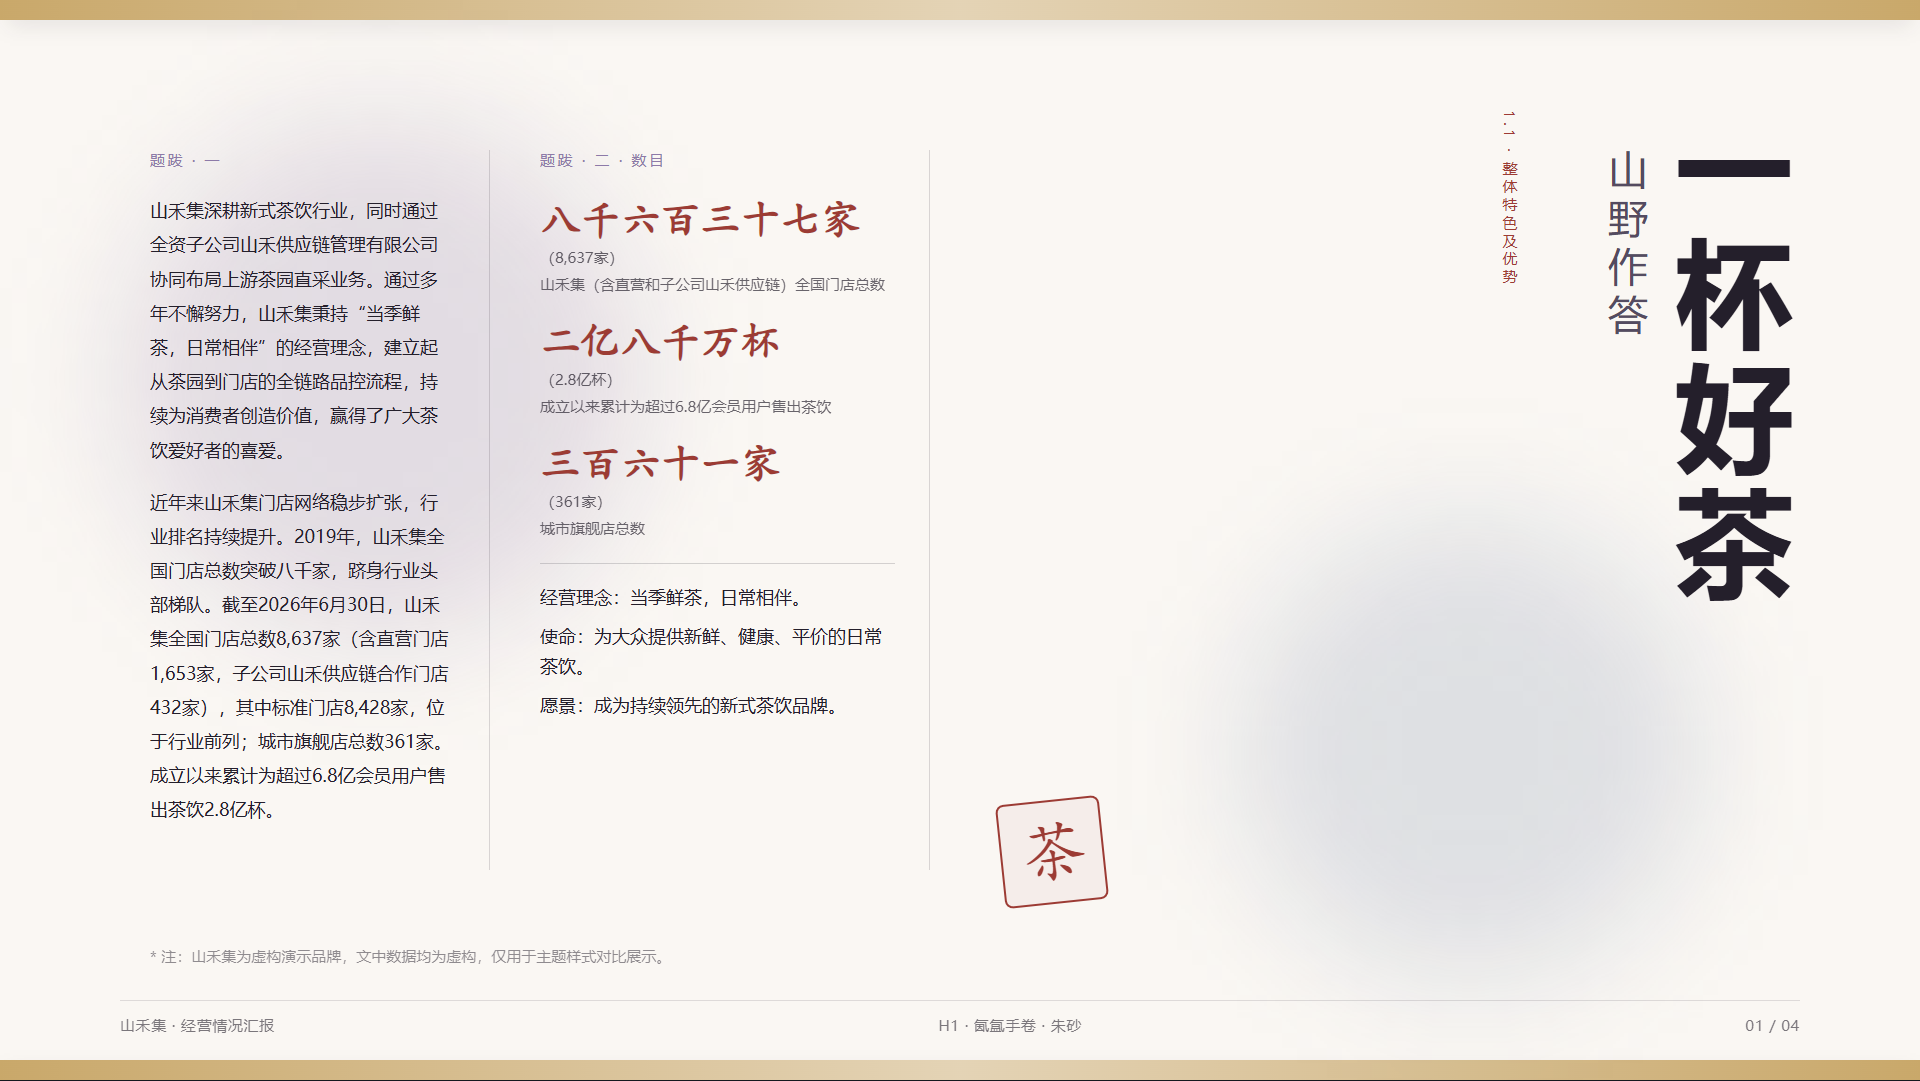 一杯好茶
山野作答
1.1 · 整体特色及优势
题跋 · 一
山禾集深耕新式茶饮行业，同时通过
全资子公司山禾供应链管理有限公司
协同布局上游茶园直采业务。通过多
年不懈努力，山禾集秉持“当季鲜
茶，日常相伴”的经营理念，建立起
从茶园到门店的全链路品控流程，持
续为消费者创造价值，赢得了广大茶
饮爱好者的喜爱。
近年来山禾集门店网络稳步扩张，行
业排名持续提升。2019年，山禾集全
国门店总数突破八千家，跻身行业头
部梯队。截至2026年6月30日，山禾
集全国门店总数8,637家（含直营门店
1,653家，子公司山禾供应链合作门店
432家），其中标准门店8,428家，位
于行业前列；城市旗舰店总数361家。
成立以来累计为超过6.8亿会员用户售
出茶饮2.8亿杯。
题跋 · 二 · 数目
八千六百三十七家
（8,637家）
山禾集（含直营和子公司山禾供应链）全国门店总数
二亿八千万杯
（2.8亿杯）
成立以来累计为超过6.8亿会员用户售出茶饮
三百六十一家
（361家）
城市旗舰店总数
经营理念：当季鲜茶，日常相伴。
使命：为大众提供新鲜、健康、平价的日常
茶饮。
愿景：成为持续领先的新式茶饮品牌。
茶
* 注：山禾集为虚构演示品牌，文中数据均为虚构，仅用于主题样式对比展示。
山禾集 · 经营情况汇报
H1 · 氤氲手卷 · 朱砂
01 / 04